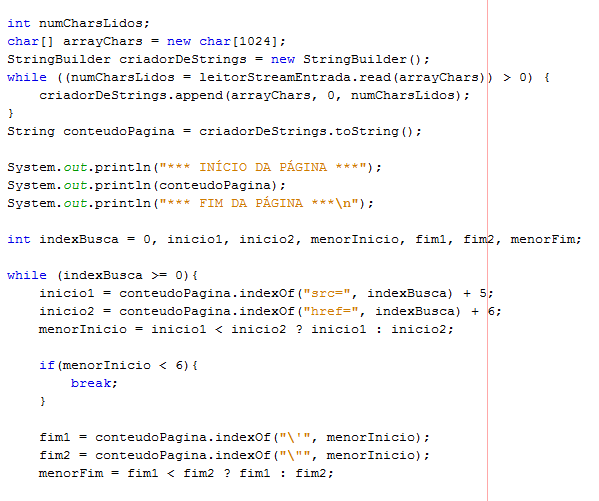 int numCharsLidos;
char[] arrayChars = new char[1024];
StringBuilder criadorDeStrings = new StringBuilder();
while ((numCharsLidos = leitorStreamEntrada.read(arrayChars)) > 0) {
    criadorDeStrings.append(arrayChars, 0, numCharsLidos);
}
String conteudoPagina = criadorDeStrings.toString();

System.out.println("*** INÍCIO DA PÁGINA ***");
System.out.println(conteudoPagina);
System.out.println("*** FIM DA PÁGINA ***\n");

int indexBusca = 0, inicio1, inicio2, menorInicio, fim1, fim2, menorFim;

while (indexBusca >= 0){
    inicio1 = conteudoPagina.indexOf("src=", indexBusca) + 5;
    inicio2 = conteudoPagina.indexOf("href=", indexBusca) + 6;
    menorInicio = inicio1 < inicio2 ? inicio1 : inicio2;

    if(menorInicio < 6){
        break;
    }

    fim1 = conteudoPagina.indexOf("\'", menorInicio);
    fim2 = conteudoPagina.indexOf("\"", menorInicio);
    menorFim = fim1 < fim2 ? fim1 : fim2;